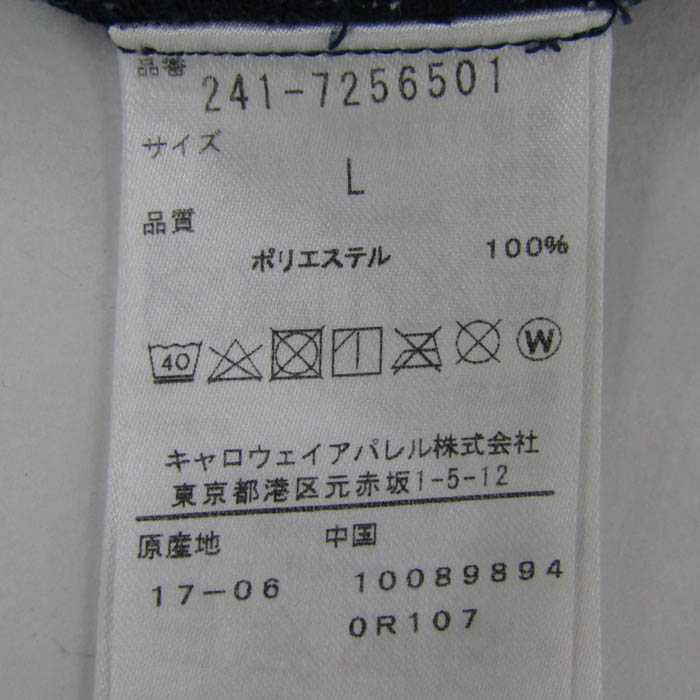 品番
241-7256501
サイズ
L
品質
ポリエステル 100%
40 W
キャロウェイアパレル株式会社
東京都港区元赤坂1-5-12
原産地 中国
17-06 10089894
0R107